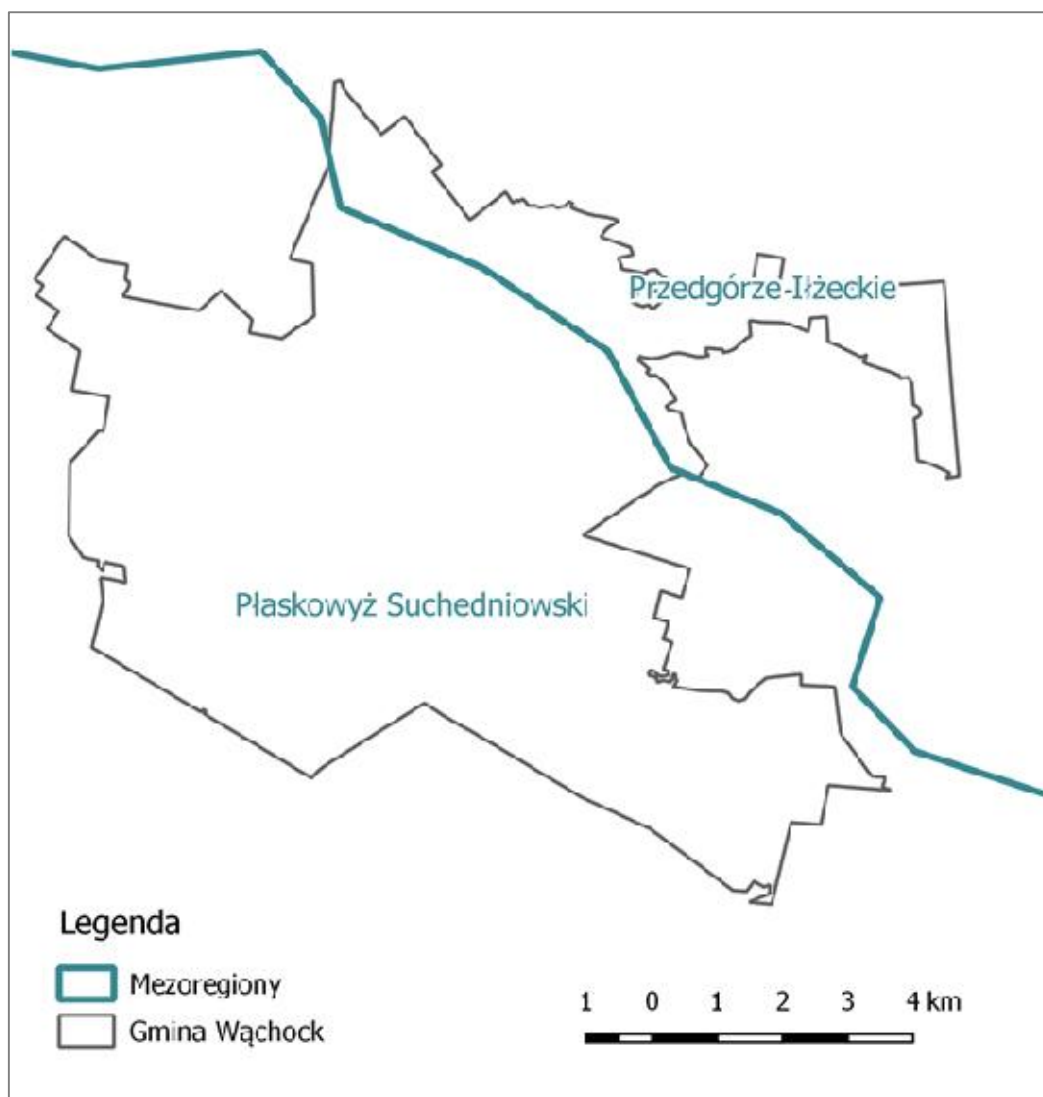 Przedgórze Iłżeckie
Płaskowyż Suchedniowski
Legenda
Mezoregiony
Gmina Wąchock
1 0 1 2 3 4 km